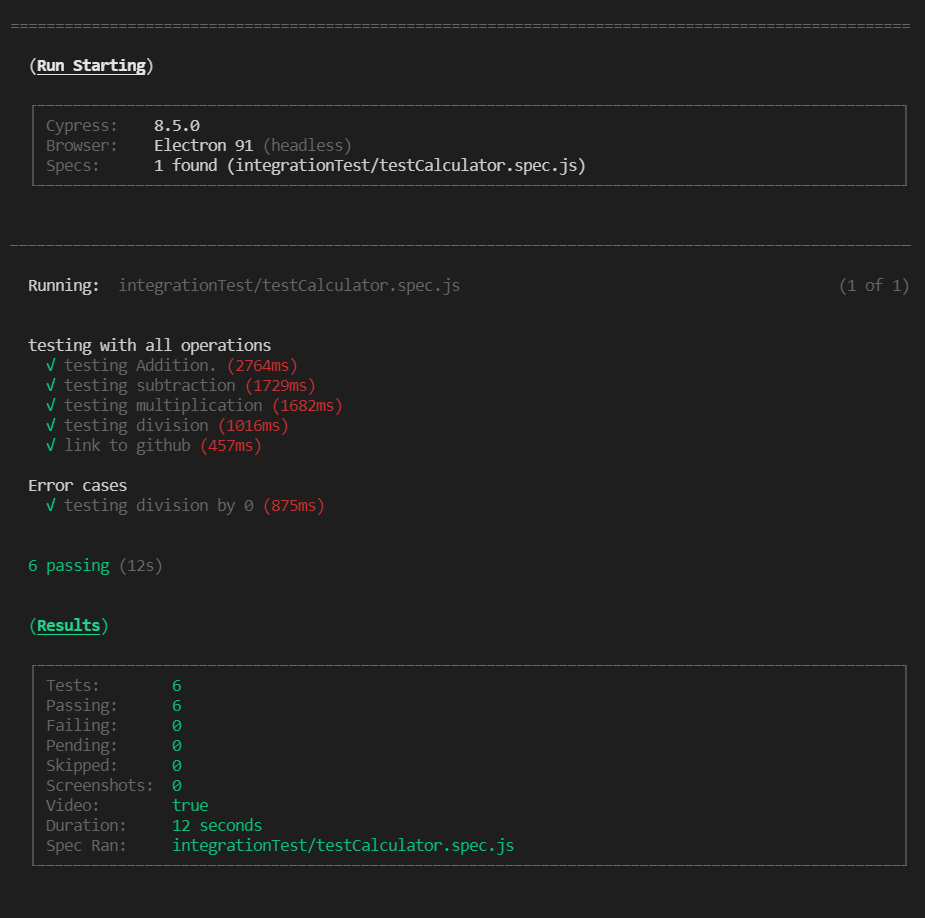 (Run Starting)
Cypress: 8.5.0
Browser: Electron 91 (headless)
Specs: 1 found (integrationTest/testCalculator.spec.js)
Running: integrationTest/testCalculator.spec.js (1 of 1)
testing with all operations
√ testing Addition. (2764ms)
√ testing subtraction (1729ms)
√ testing multiplication (1682ms)
√ testing division (1016ms)
√ link to github (457ms)
Error cases
√ testing division by 0 (875ms)
6 passing (12s)
(Results)
Tests: 6
Passing: 6
Failing: 0
Pending: 0
Skipped: 0
Screenshots: 0
Video: true
Duration: 12 seconds
Spec Ran: integrationTest/testCalculator.spec.js